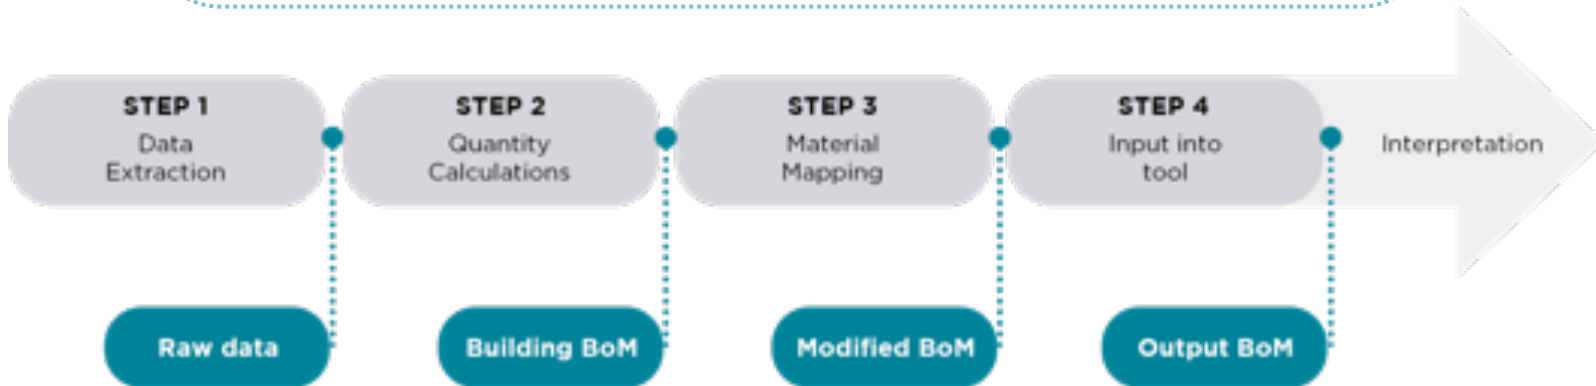 STEP 1
Data
Extraction
STEP 2
Quantity
Calculations
STEP 3
Material
Mapping
STEP 4
Input into
tool
Interpretation
Raw data
Building BoM
Modified BoM
Output BoM